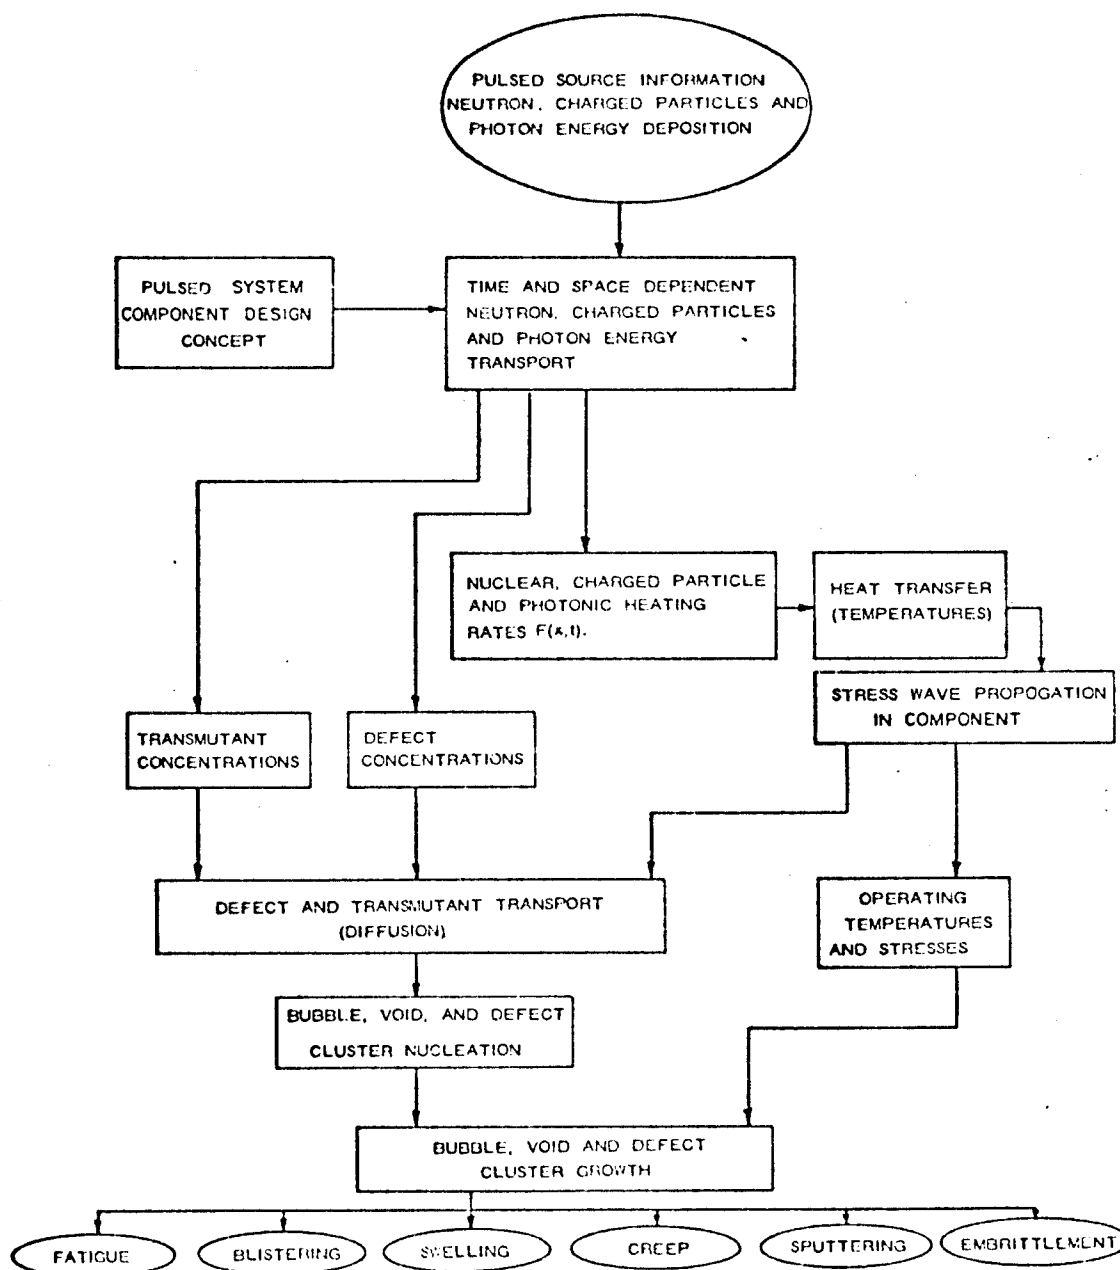 PULSED SOURCE INFORMATION
NEUTRON, CHARGED PARTICLES AND
PHOTON ENERGY DEPOSITION
PULSED SYSTEM
COMPONENT DESIGN
CONCEPT
TIME AND SPACE DEPENDENT
NEUTRON, CHARGED PARTICLES
AND PHOTON ENERGY
TRANSPORT
NUCLEAR, CHARGED PARTICLE
AND PHOTONIC HEATING
RATES F(x,t).
HEAT TRANSFER
(TEMPERATURES)
STRESS WAVE PROPOGATION
IN COMPONENT
TRANSMUTANT
CONCENTRATIONS
DEFECT
CONCENTRATIONS
DEFECT AND TRANSMUTANT TRANSPORT
(DIFFUSION)
OPERATING
TEMPERATURES
AND STRESSES
BUBBLE, VOID, AND DEFECT
CLUSTER NUCLEATION
BUBBLE, VOID AND DEFECT
CLUSTER GROWTH
FATIGUE
BLISTERING
SWELLING
CREEP
SPUTTERING
EMBRITTLEMENT